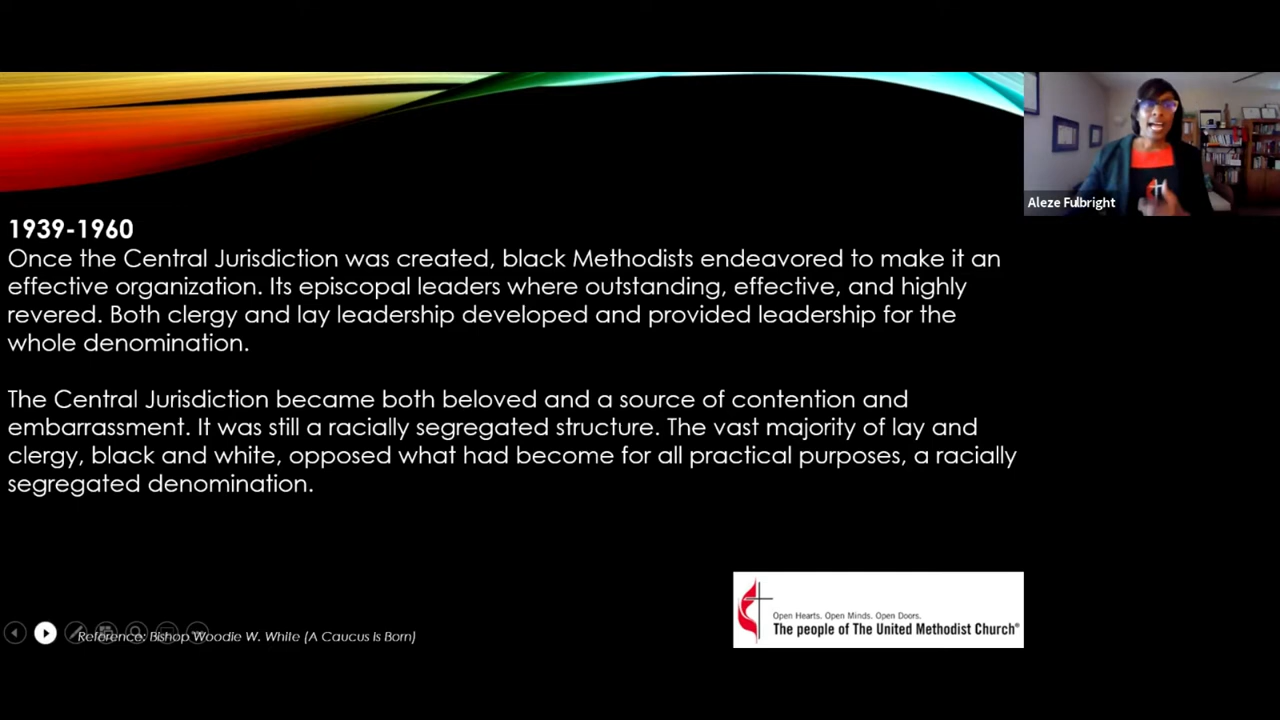 Aleze Fulbright
1939-1960
Once the Central Jurisdiction was created, black Methodists endeavored to make it an
effective organization. Its episcopal leaders where outstanding, effective, and highly
revered. Both clergy and lay leadership developed and provided leadership for the
whole denomination.
The Central Jurisdiction became both beloved and a source of contention and
embarrassment. It was still a racially segregated structure. The vast majority of lay and
clergy, black and white, opposed what had become for all practical purposes, a racially
segregated denomination.
Open Hearts. Open Minds. Open Doors.
The people of The United Methodist Church®
Reference: Bishop Woodie W. While (A Caucus Is Born)